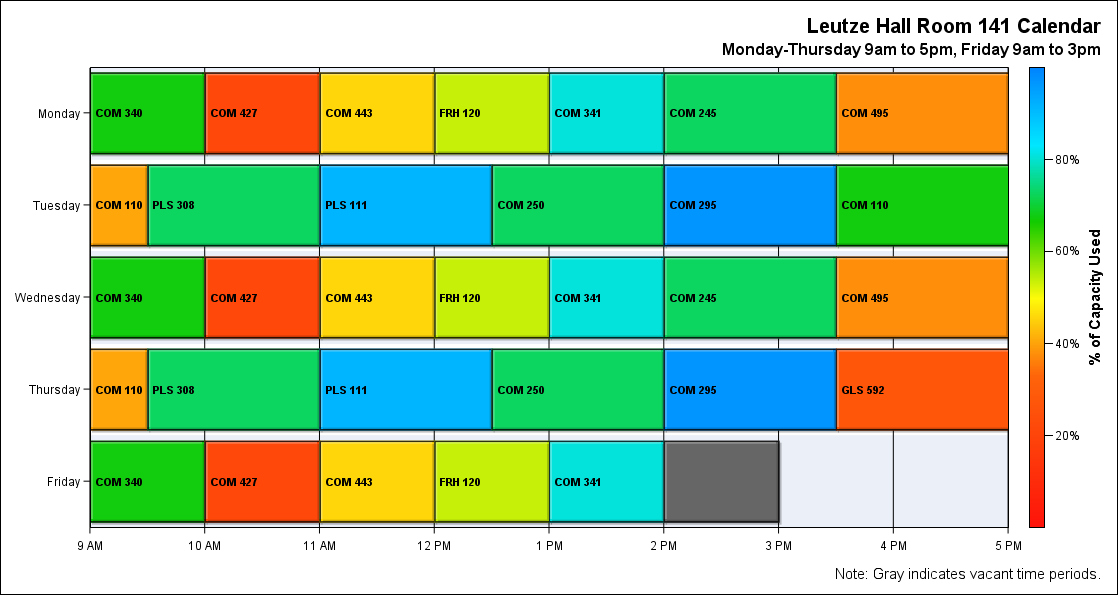 Leutze Hall Room 141 Calendar
Monday-Thursday 9am to 5pm, Friday 9am to 3pm
Monday COM 340 COM 427 COM 443 FRH 120 COM 341 COM 245 COM 495
Tuesday COM 110 PLS 308 PLS 111 COM 250 COM 295 COM 110
Wednesday COM 340 COM 427 COM 443 FRH 120 COM 341 COM 245 COM 495
Thursday COM 110 PLS 308 PLS 111 COM 250 COM 295 GLS 592
Friday COM 340 COM 427 COM 443 FRH 120 COM 341
9 AM 10 AM 11 AM 12 PM 1 PM 2 PM 3 PM 4 PM 5 PM
80%
60%
40%
20%
% of Capacity Used
Note: Gray indicates vacant time periods.